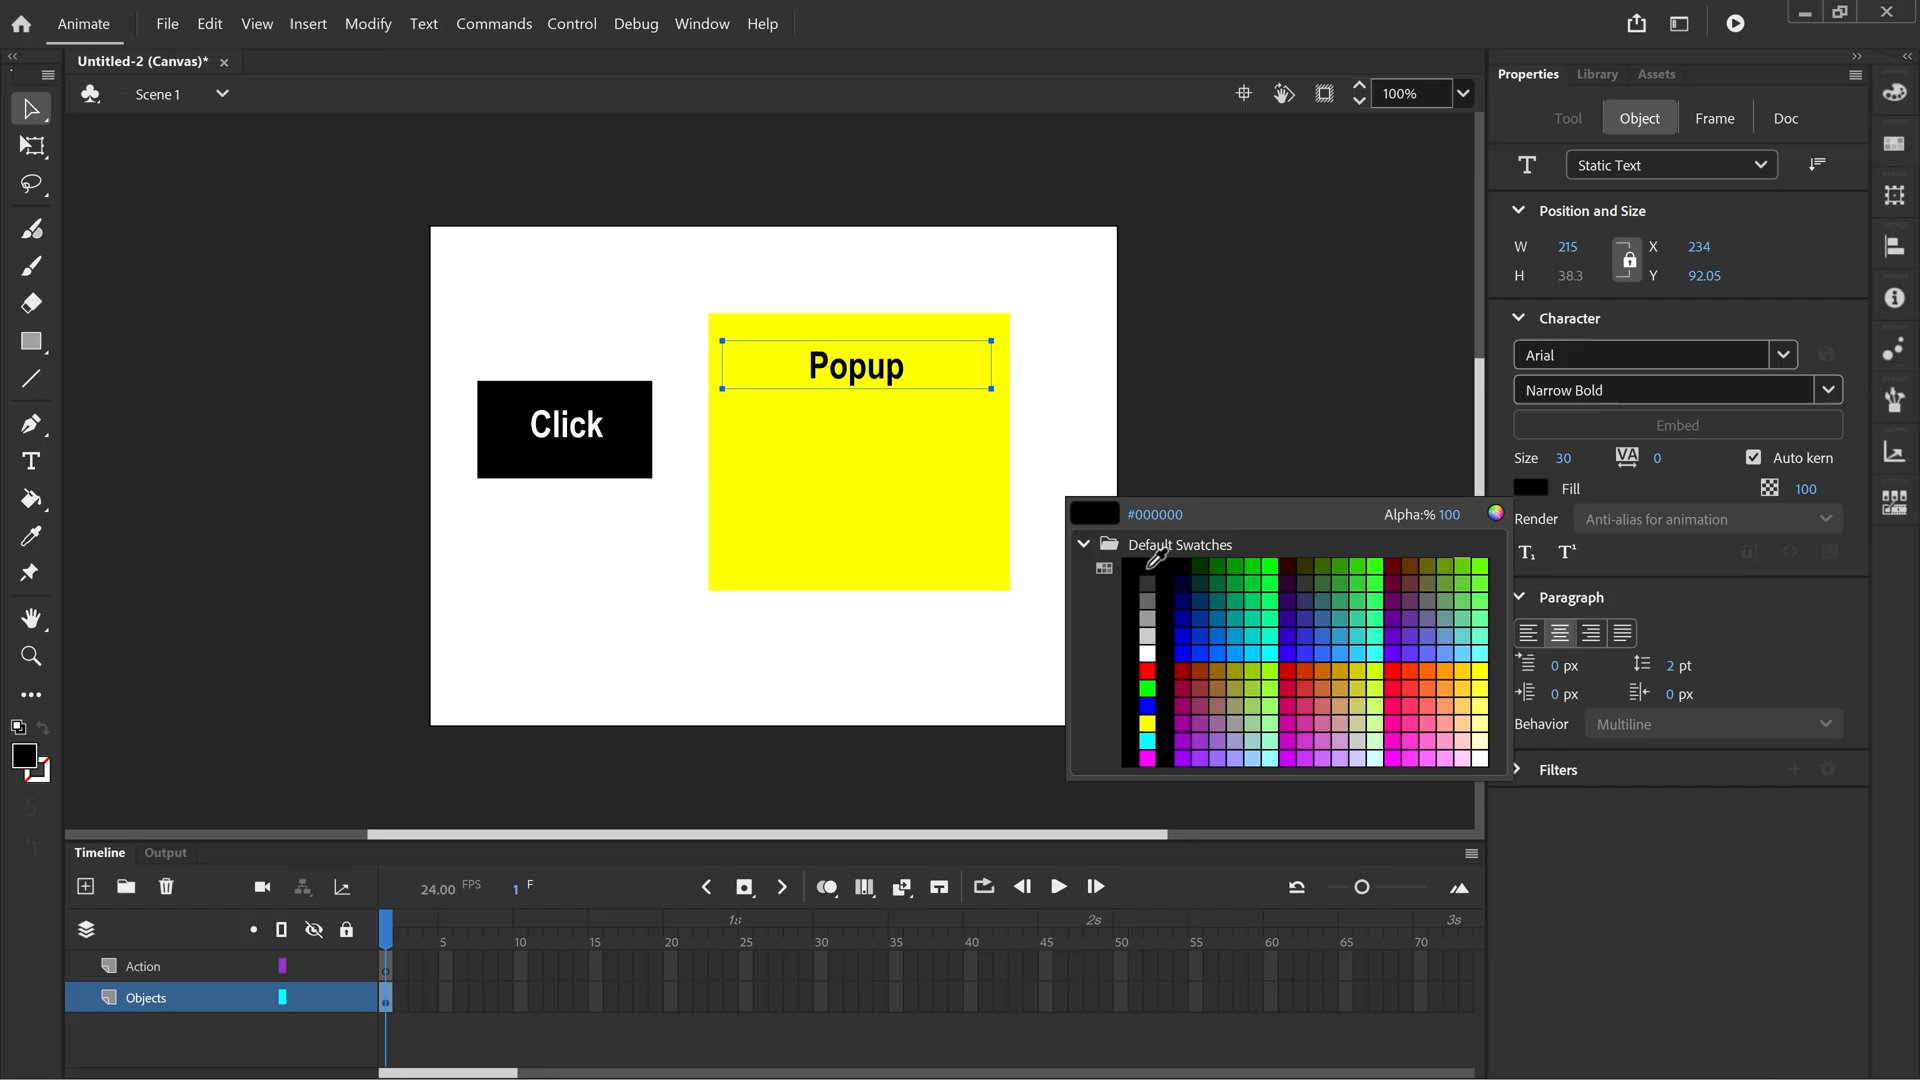 Animate File Edit View Insert Modify Text Commands Control Debug Window Help
Untitled-2 (Canvas)*
Scene 1
100%
Click
Popup
Properties Library Assets
Tool Object Frame Doc
Static Text
Position and Size
W 215 X 234
H 38.3 Y 92.05
Character
Arial
Narrow Bold
Embed
Size 30 VA 0 Auto kern
Fill 100
Render Anti-alias for animation
#000000 Alpha:% 100
Default Swatches
Paragraph
0 px 2 pt
0 px 0 px
Behavior Multiline
Filters
Timeline Output
24.00 FPS 1 F
1s 2s 3s
5 10 15 20 25 30 35 40 45 50 55 60 65 70
Action
Objects